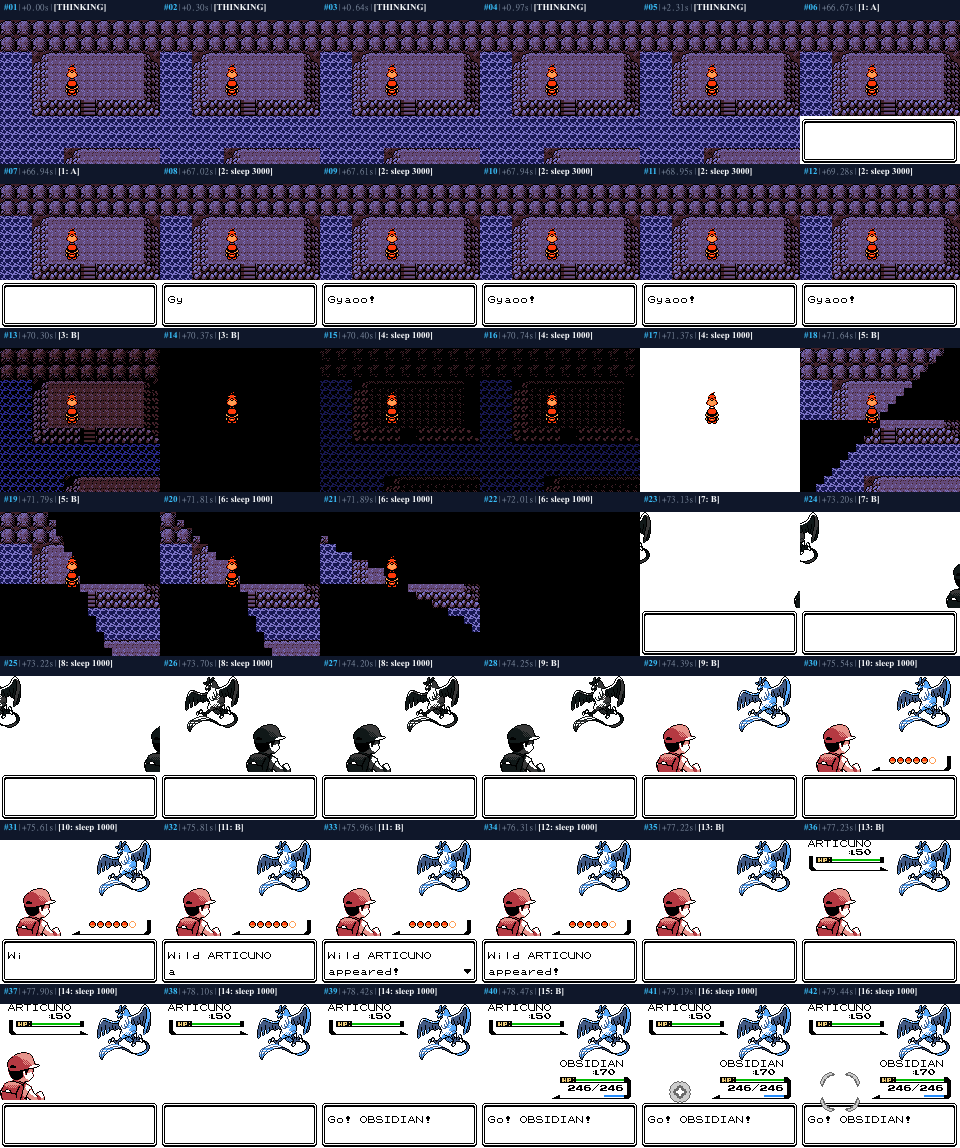 #01|+0.00s|[THINKING]
#02|+0.30s|[THINKING]
#03|+0.64s|[THINKING]
#04|+0.97s|[THINKING]
#05|+2.31s|[THINKING]
#06|+66.67s|[1: A]
#07|+66.94s|[1: A]
#08|+67.02s|[2: sleep 3000]
#09|+67.61s|[2: sleep 3000]
#10|+67.94s|[2: sleep 3000]
#11|+68.95s|[2: sleep 3000]
#12|+69.28s|[2: sleep 3000]
Gy
Gyaoo!
Gyaoo!
Gyaoo!
Gyaoo!
#13|+70.30s|[3: B]
#14|+70.37s|[3: B]
#15|+70.40s|[4: sleep 1000]
#16|+70.74s|[4: sleep 1000]
#17|+71.37s|[4: sleep 1000]
#18|+71.64s|[5: B]
#19|+71.79s|[5: B]
#20|+71.81s|[6: sleep 1000]
#21|+71.89s|[6: sleep 1000]
#22|+72.01s|[6: sleep 1000]
#23|+73.13s|[7: B]
#24|+73.20s|[7: B]
#25|+73.22s|[8: sleep 1000]
#26|+73.70s|[8: sleep 1000]
#27|+74.20s|[8: sleep 1000]
#28|+74.25s|[9: B]
#29|+74.39s|[9: B]
#30|+75.54s|[10: sleep 1000]
#31|+75.61s|[10: sleep 1000]
#32|+75.81s|[11: B]
#33|+75.96s|[11: B]
#34|+76.31s|[12: sleep 1000]
#35|+77.22s|[13: B]
#36|+77.23s|[13: B]
ARTICUNO
:L50
HP:
Wi
Wild ARTICUNO
a
Wild ARTICUNO
appeared!
Wild ARTICUNO
appeared!
#37|+77.90s|[14: sleep 1000]
#38|+78.10s|[14: sleep 1000]
#39|+78.42s|[14: sleep 1000]
#40|+78.47s|[15: B]
#41|+79.19s|[16: sleep 1000]
#42|+79.44s|[16: sleep 1000]
ARTICUNO
:L50
HP:
ARTICUNO
:L50
HP:
ARTICUNO
:L50
HP:
Go! OBSIDIAN!
ARTICUNO
:L50
HP:
OBSIDIAN
:L70
HP:
246/246
Go! OBSIDIAN!
ARTICUNO
:L50
HP:
OBSIDIAN
:L70
HP:
246/246
Go! OBSIDIAN!
ARTICUNO
:L50
HP:
OBSIDIAN
:L70
HP:
246/246
Go! OBSIDIAN!